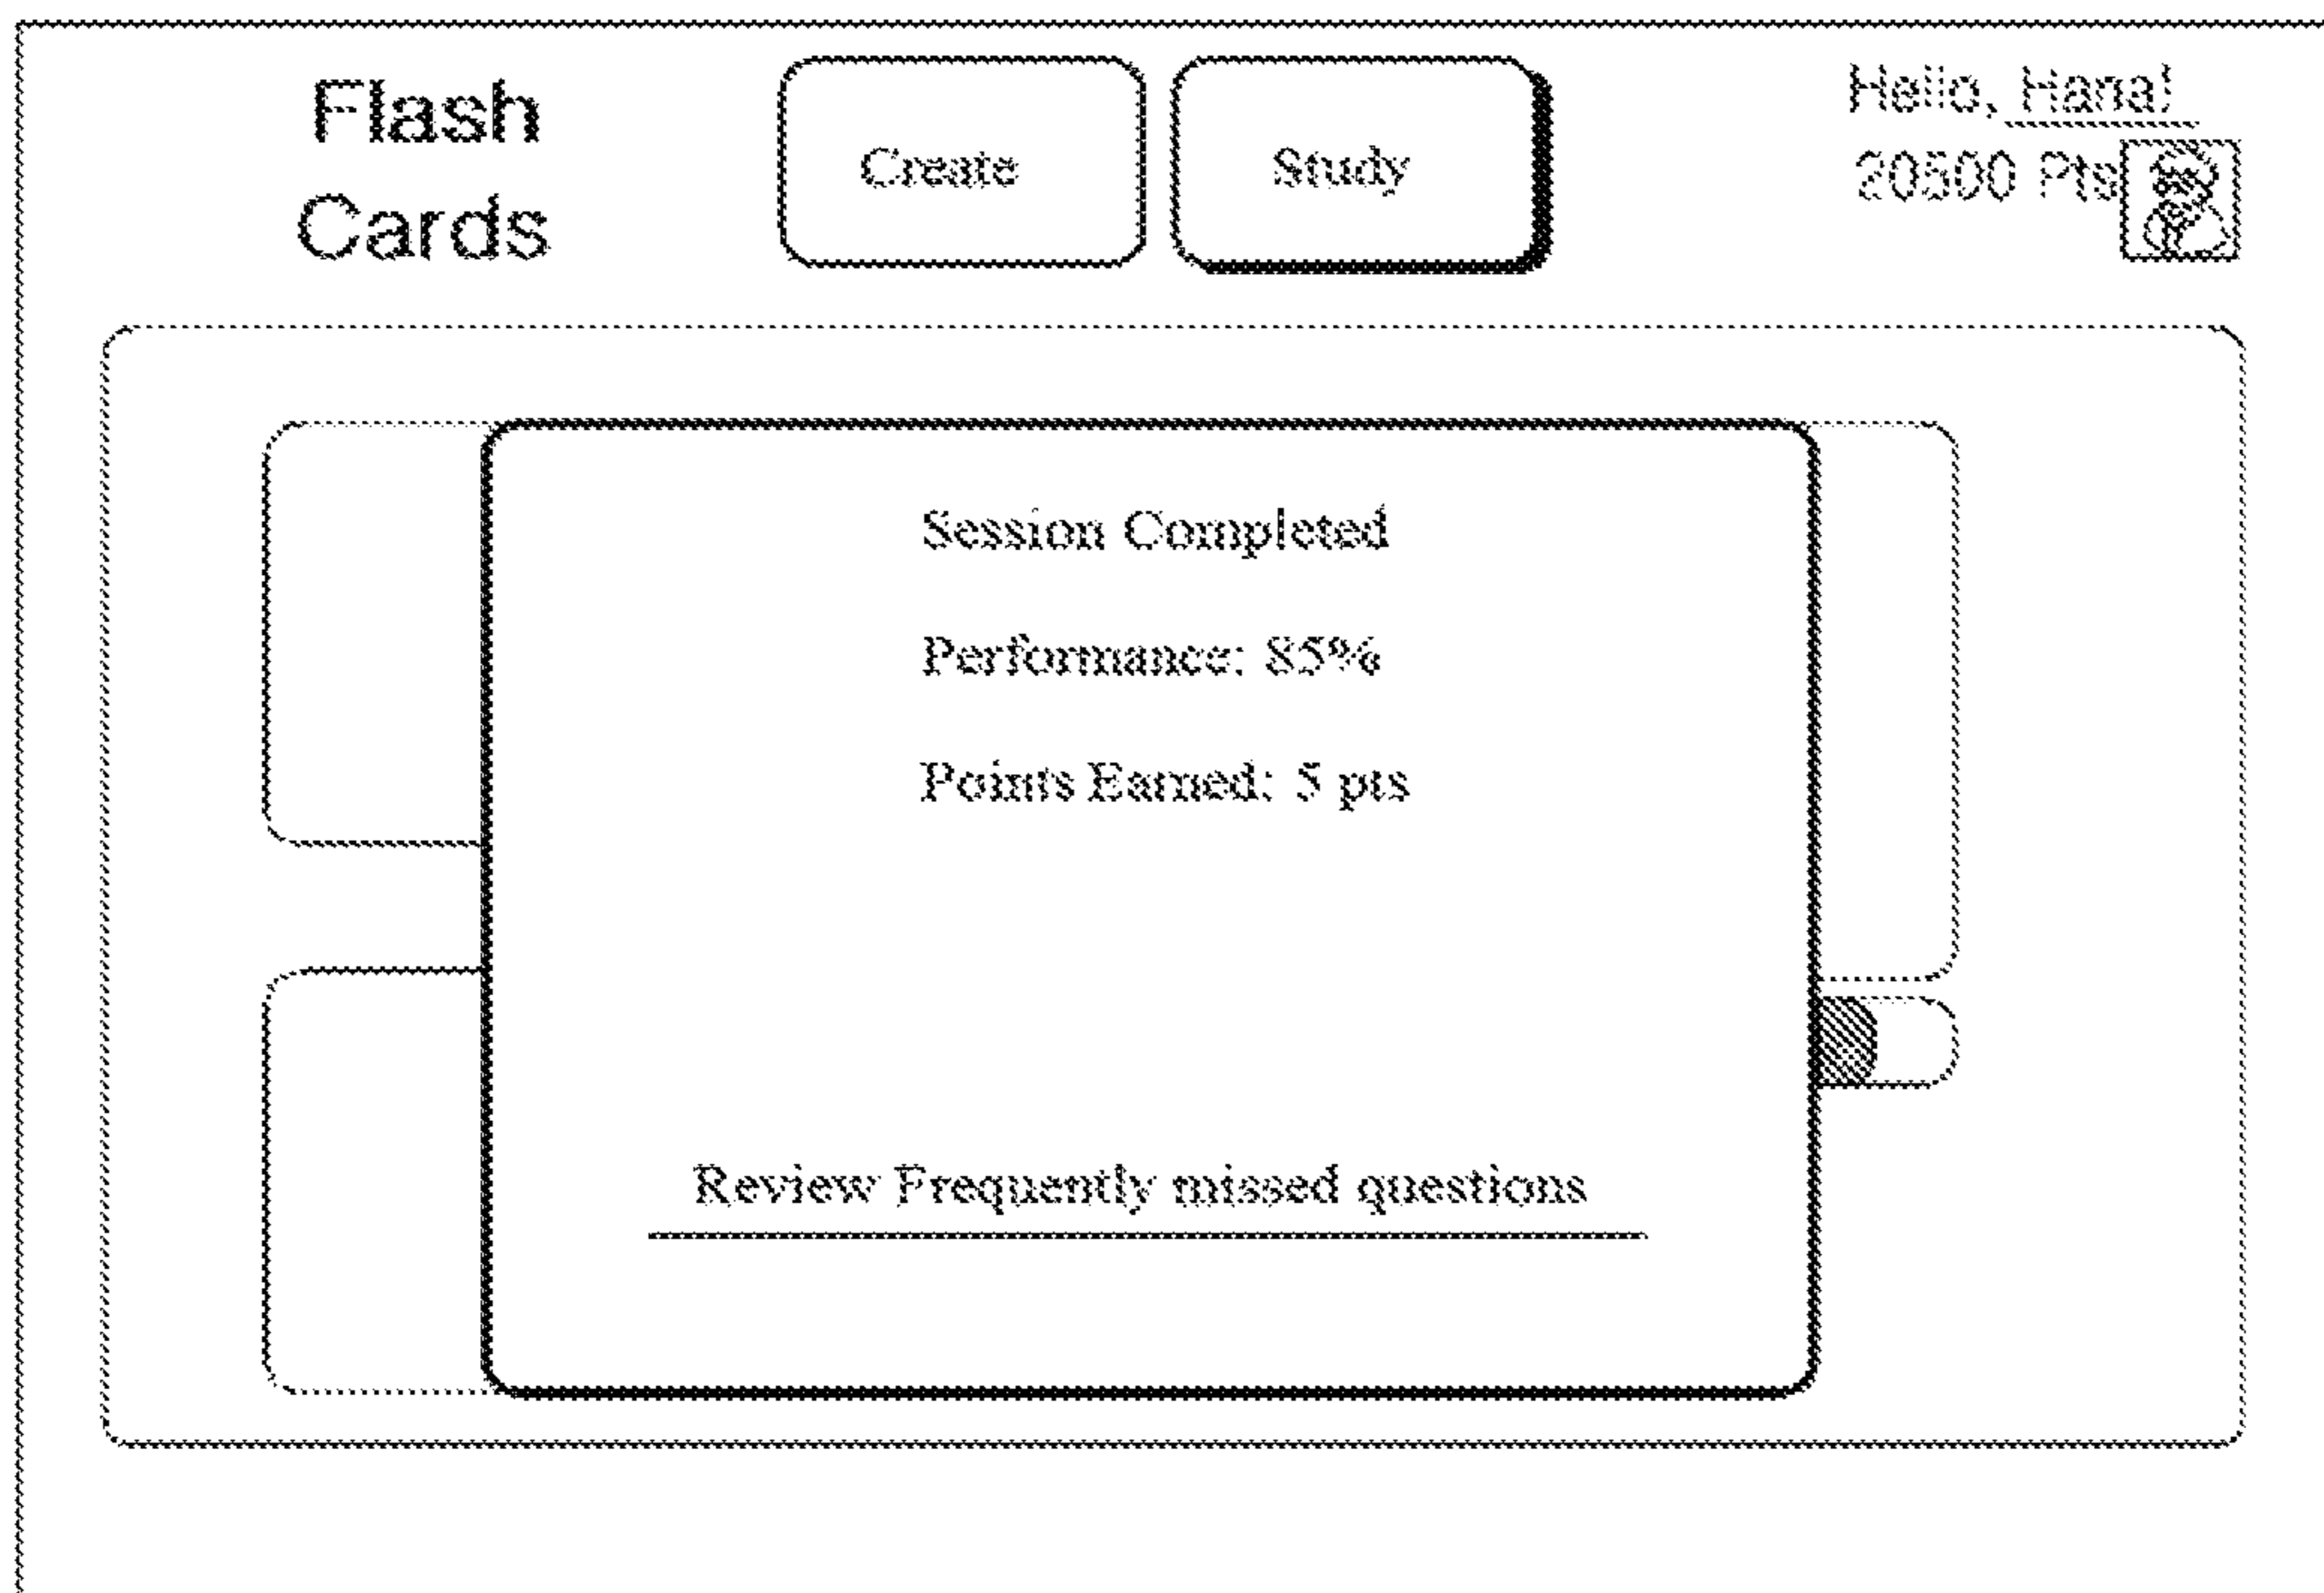 Flash
Cards
Create
Study
Hello, Hana!
20500 Pts
Session Completed
Performance: 85%
Points Earned: 5 pts
Review Frequently missed questions